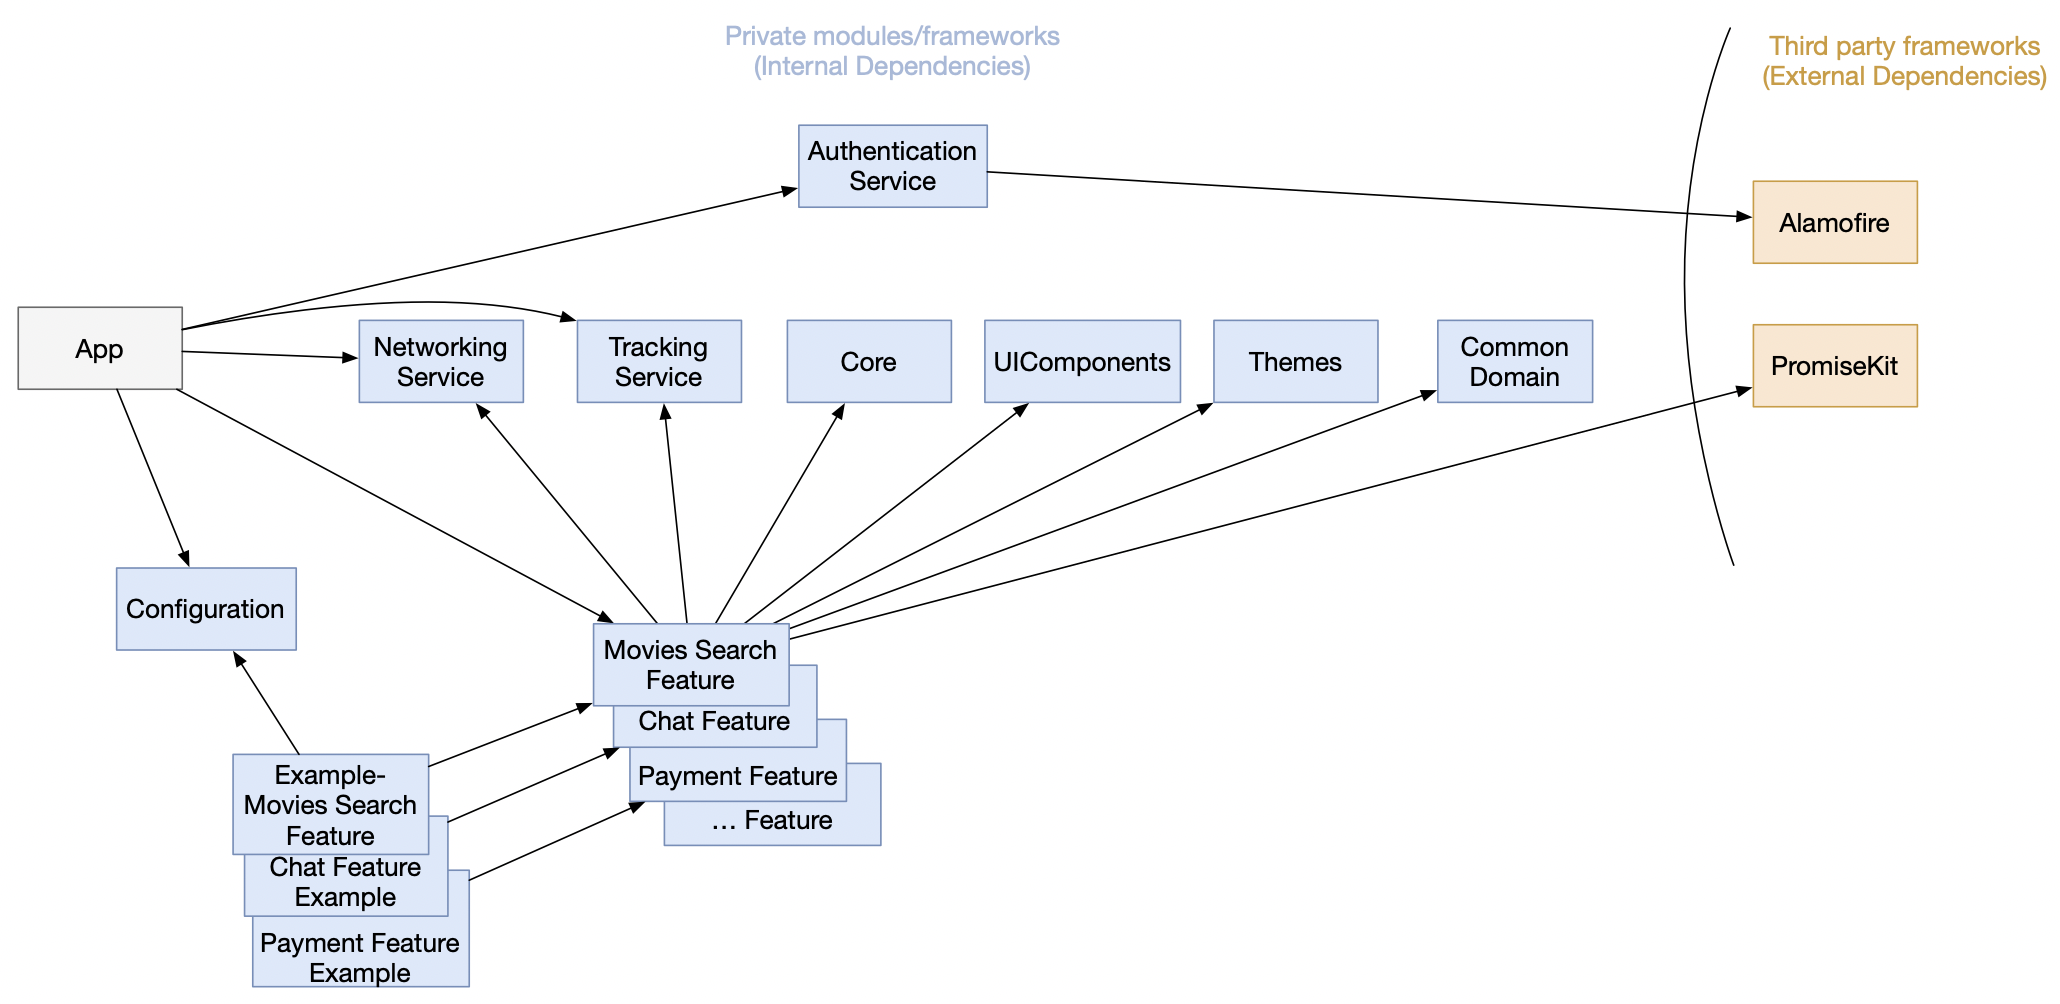 Private modules/frameworks
(Internal Dependencies)
Third party frameworks
(External Dependencies)
Authentication
Service
Alamofire
App
Networking
Service
Tracking
Service
Core
UIComponents
Themes
Common
Domain
PromiseKit
Configuration
Movies Search
Feature
Chat Feature
Payment Feature
... Feature
Example-
Movies Search
Feature
Chat Feature
Example
Payment Feature
Example